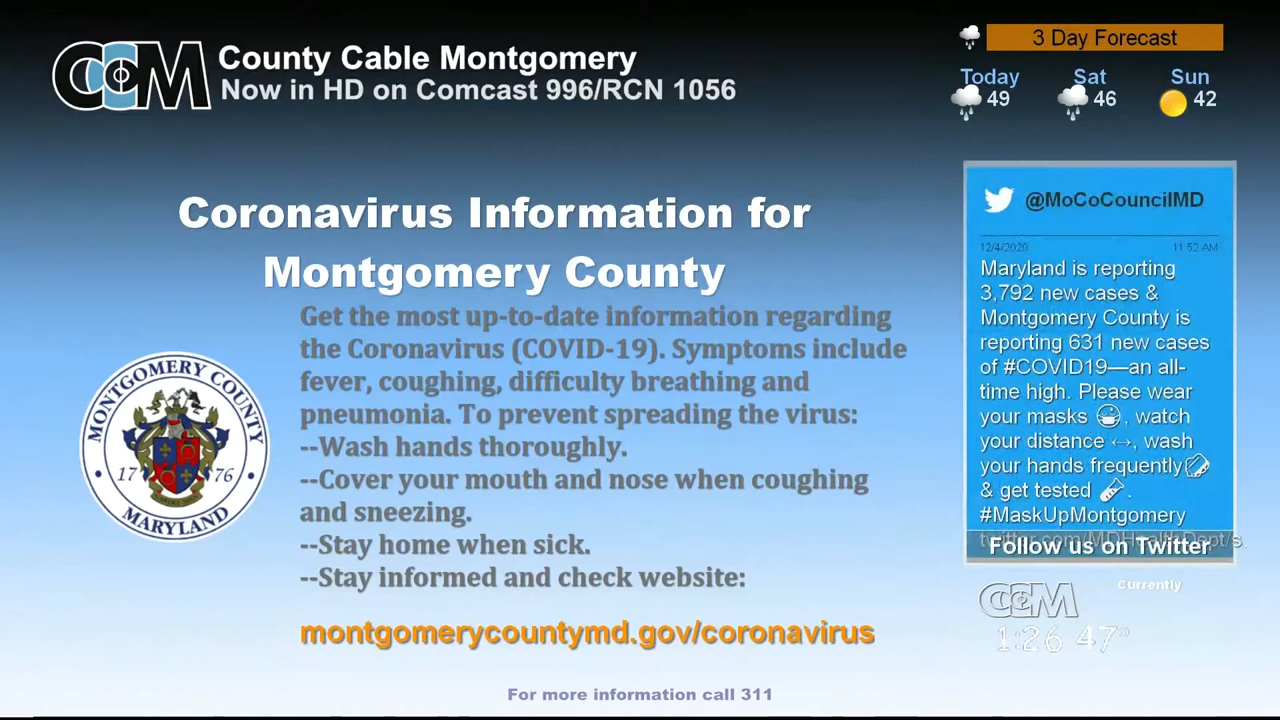 CCM
County Cable Montgomery
Now in HD on Comcast 996/RCN 1056
3 Day Forecast
Today Sat Sun
49 46 42
Coronavirus Information for
Montgomery County
Get the most up-to-date information regarding
the Coronavirus (COVID-19). Symptoms include
fever, coughing, difficulty breathing and
pneumonia. To prevent spreading the virus:
--Wash hands thoroughly.
--Cover your mouth and nose when coughing
and sneezing.
--Stay home when sick.
--Stay informed and check website:
montgomerycountymd.gov/coronavirus
MONTGOMERY COUNTY
17 76
MARYLAND
@MoCoCouncilMD
12/4/2020 11:52 AM
Maryland is reporting
3,792 new cases &
Montgomery County is
reporting 631 new cases
of #COVID19—an all-
time high. Please wear
your masks 😷, watch
your distance ↔, wash
your hands frequently🧼
& get tested 🧪.
#MaskUpMontgomery
twitter.com/MDHealthDept/s
Follow us on Twitter
Currently
CCM
1:26 47°
For more information call 311